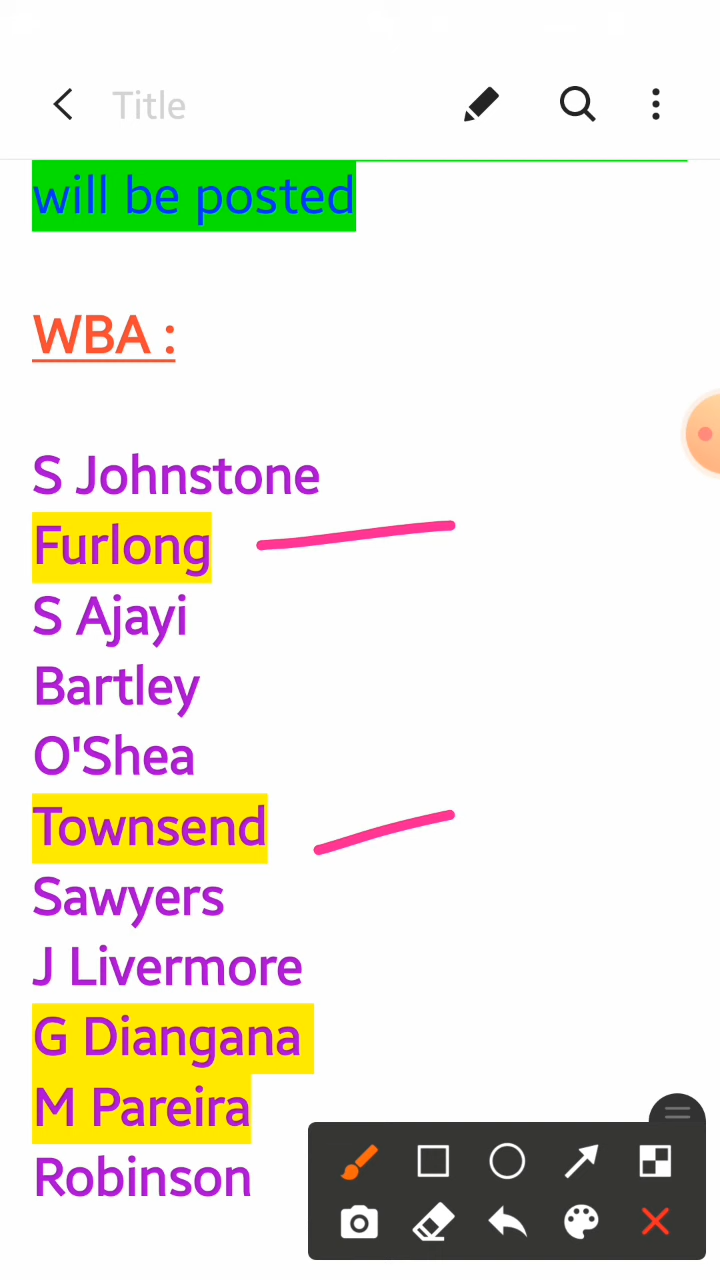 Title
will be posted
WBA :
S Johnstone
Furlong
S Ajayi
Bartley
O'Shea
Townsend
Sawyers
J Livermore
G Diangana
M Pareira
Robinson